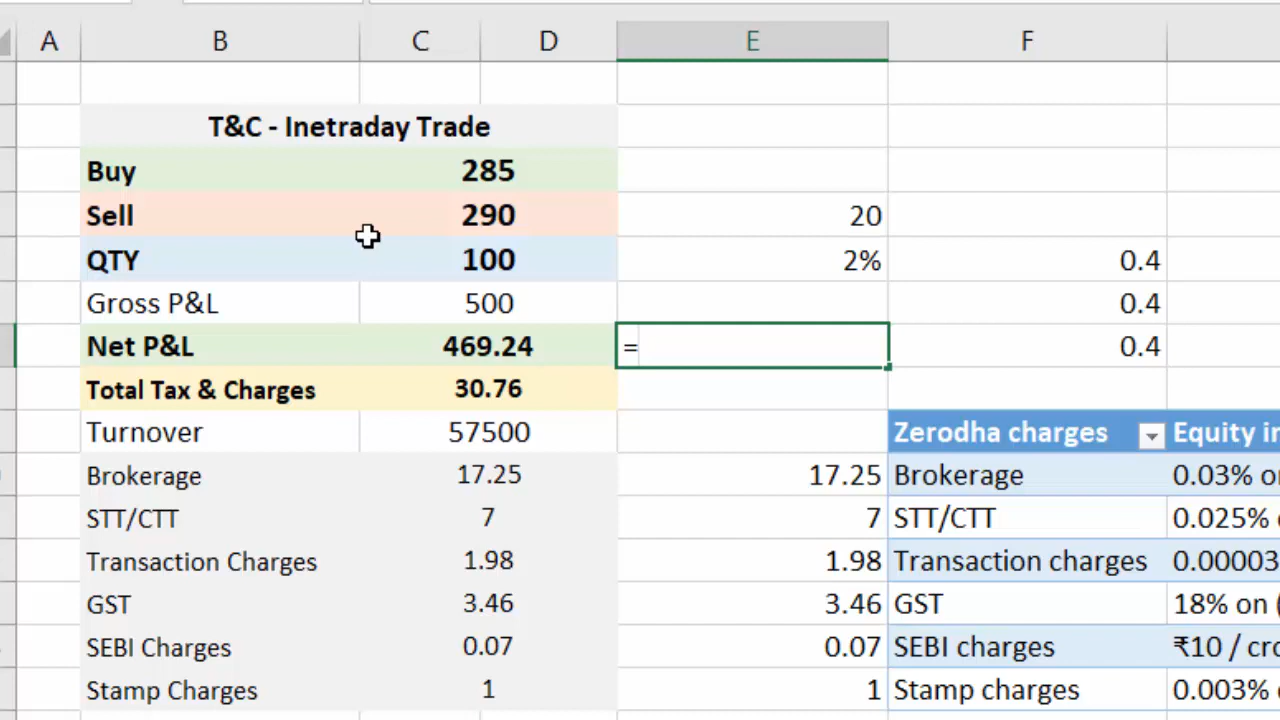 A B C D E F
T&C - Inetraday Trade
Buy 285
Sell 290 20
QTY 100 2% 0.4
Gross P&L 500 0.4
Net P&L 469.24 = 0.4
Total Tax & Charges 30.76
Turnover 57500 Zerodha charges Equity in
Brokerage 17.25 17.25 Brokerage 0.03% o
STT/CTT 7 7 STT/CTT 0.025%
Transaction Charges 1.98 1.98 Transaction charges 0.00003
GST 3.46 3.46 GST 18% on (
SEBI Charges 0.07 0.07 SEBI charges ₹10 / cro
Stamp Charges 1 1 Stamp charges 0.003%